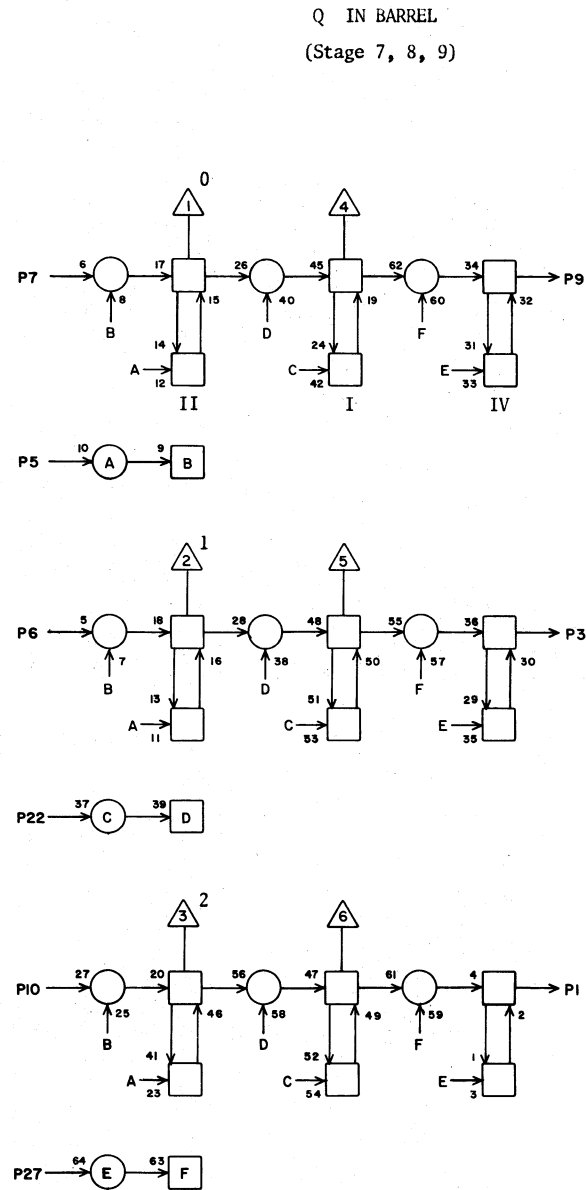 Q IN BARREL
(Stage 7, 8, 9)
0
1 4
6 17 26 45 62 34
P7 P9
8 15 40 19 60 32
B D F
14 24 31
A C E
12 42 33
II I IV
10 9
P5 A B
1
2 5
5 18 28 48 55 36
P6 P3
7 16 38 50 57 30
B D F
13 51 29
A C E
11 53 35
37 39
P22 C D
2
3 6
27 20 56 47 61 4
P10 P1
25 46 58 49 59 2
B D F
41 52 1
A C E
23 54 3
64 63
P27 E F